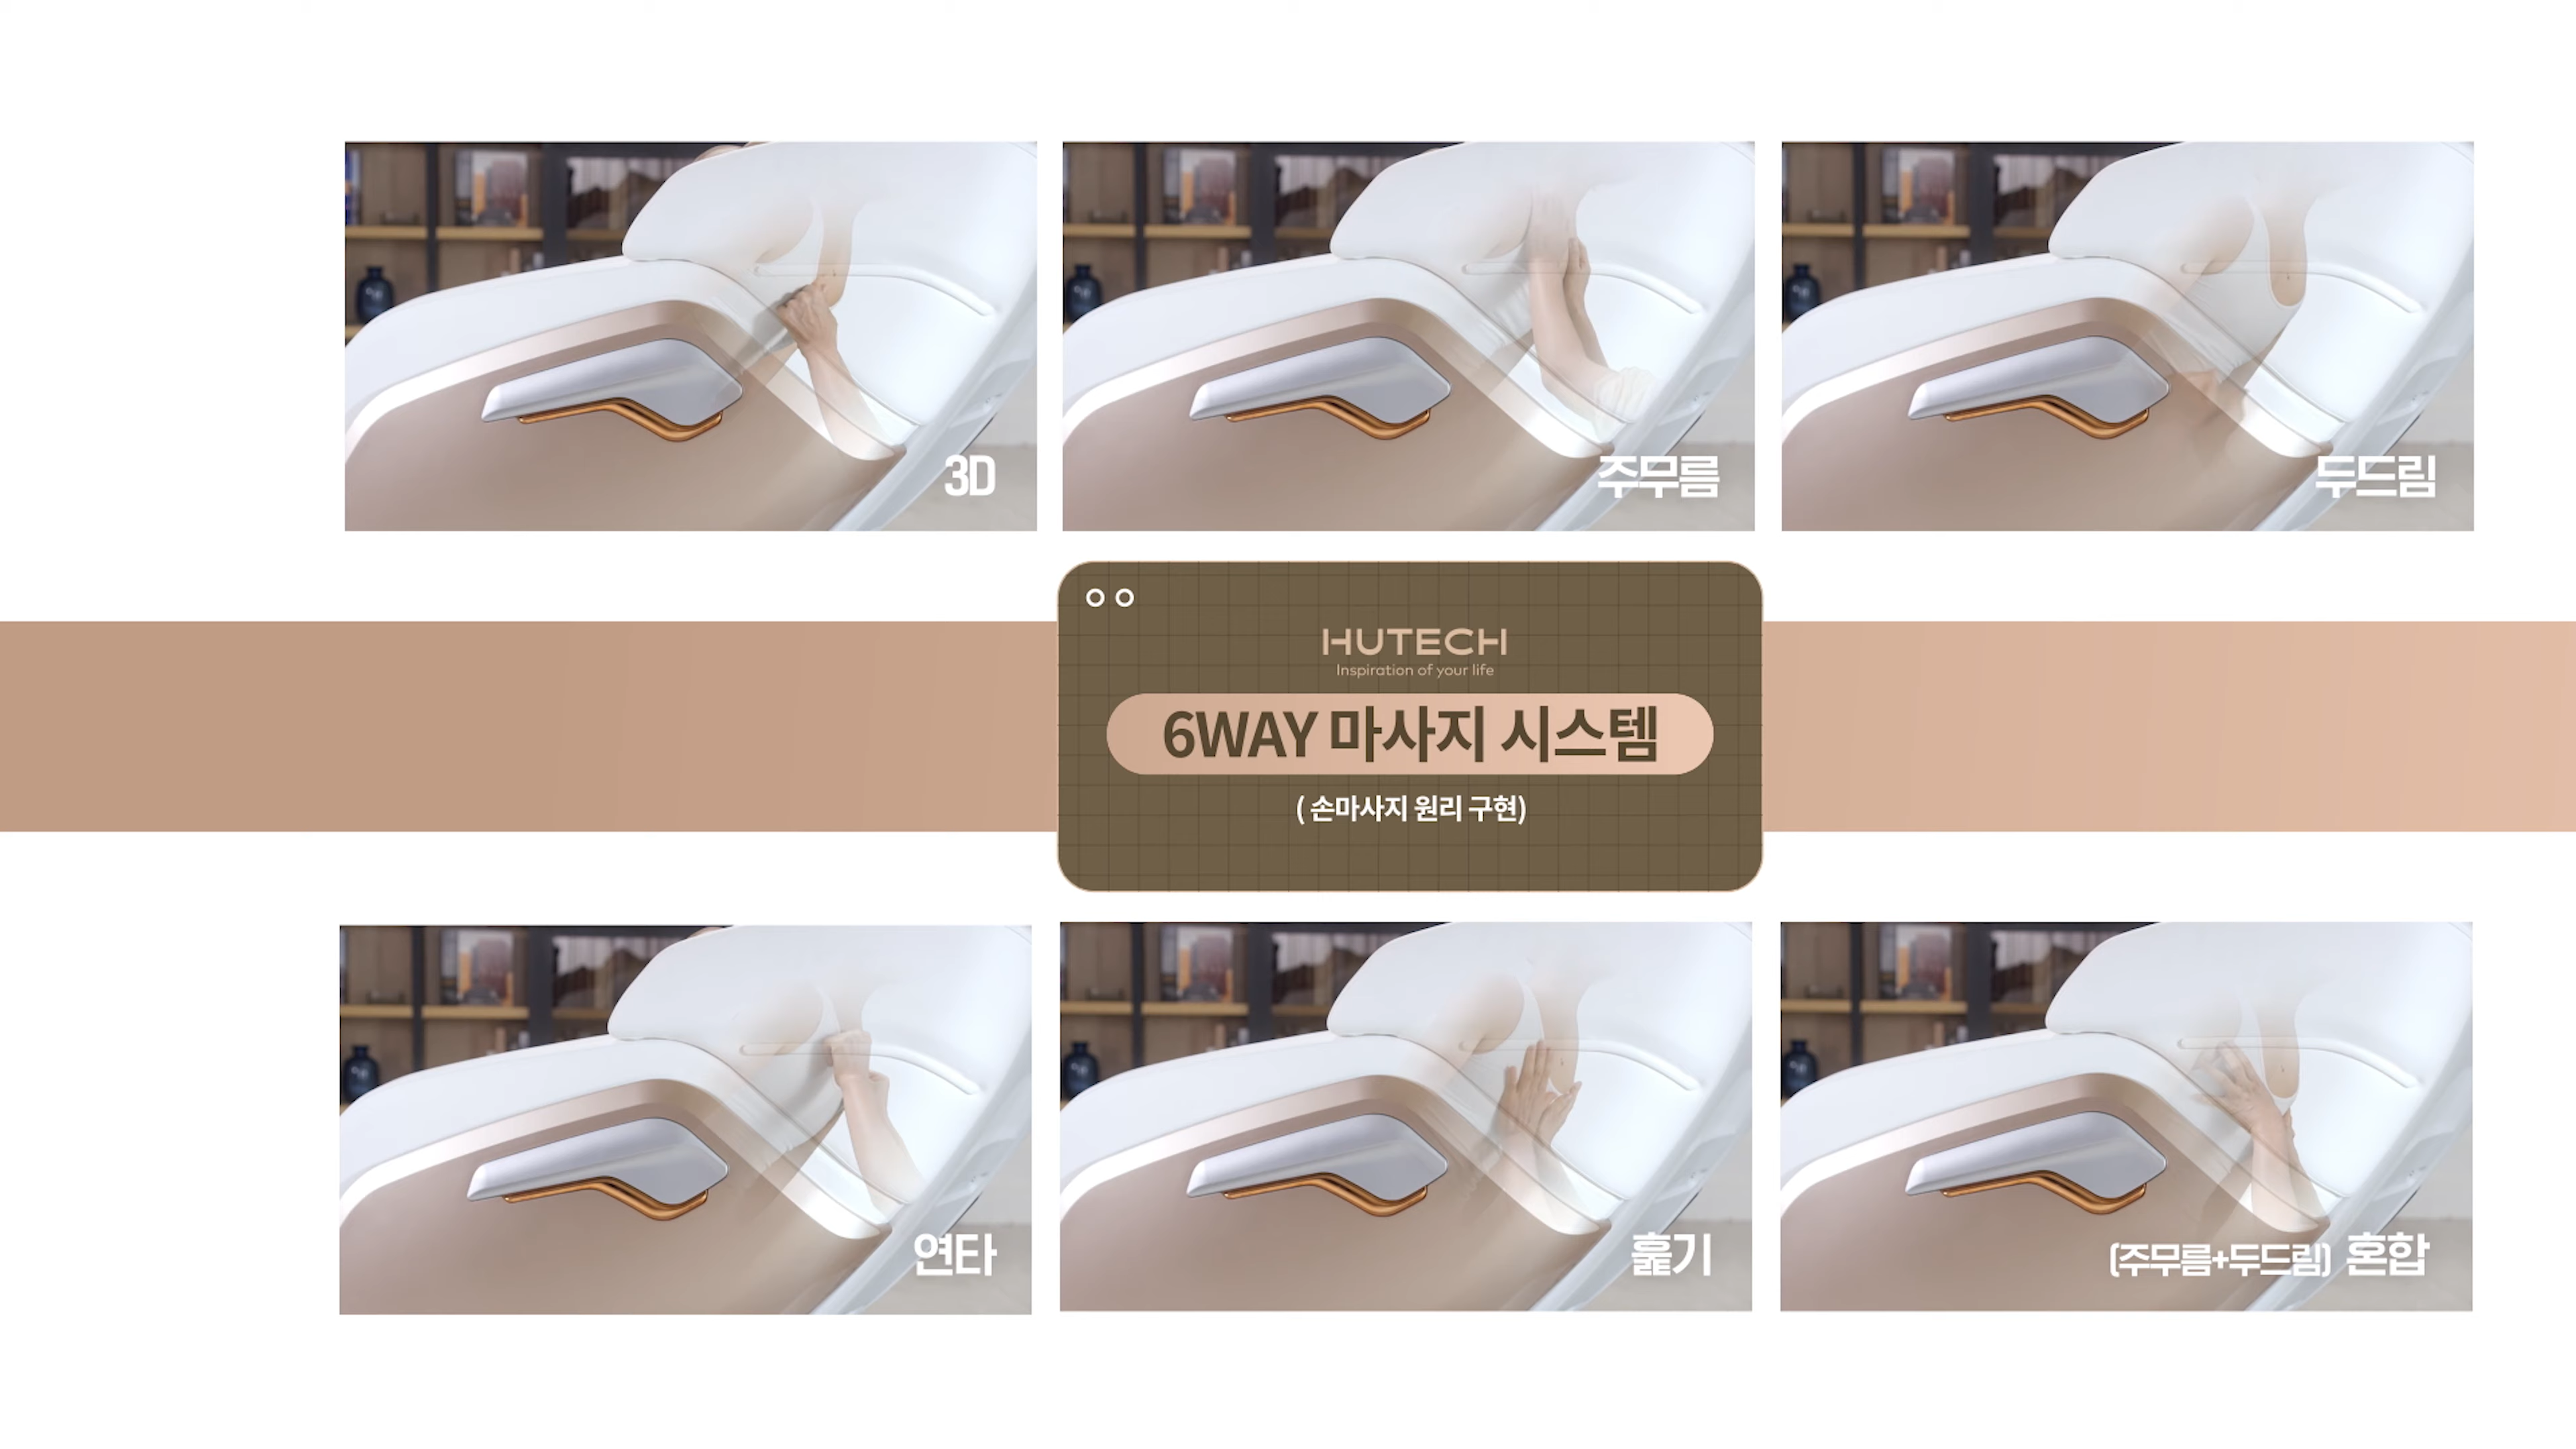 3D
주무름
두드림
HUTECH
Inspiration of your life
6WAY 마사지 시스템
( 손마사지 원리 구현)
연타
훑기
(주무름+두드림) 혼합